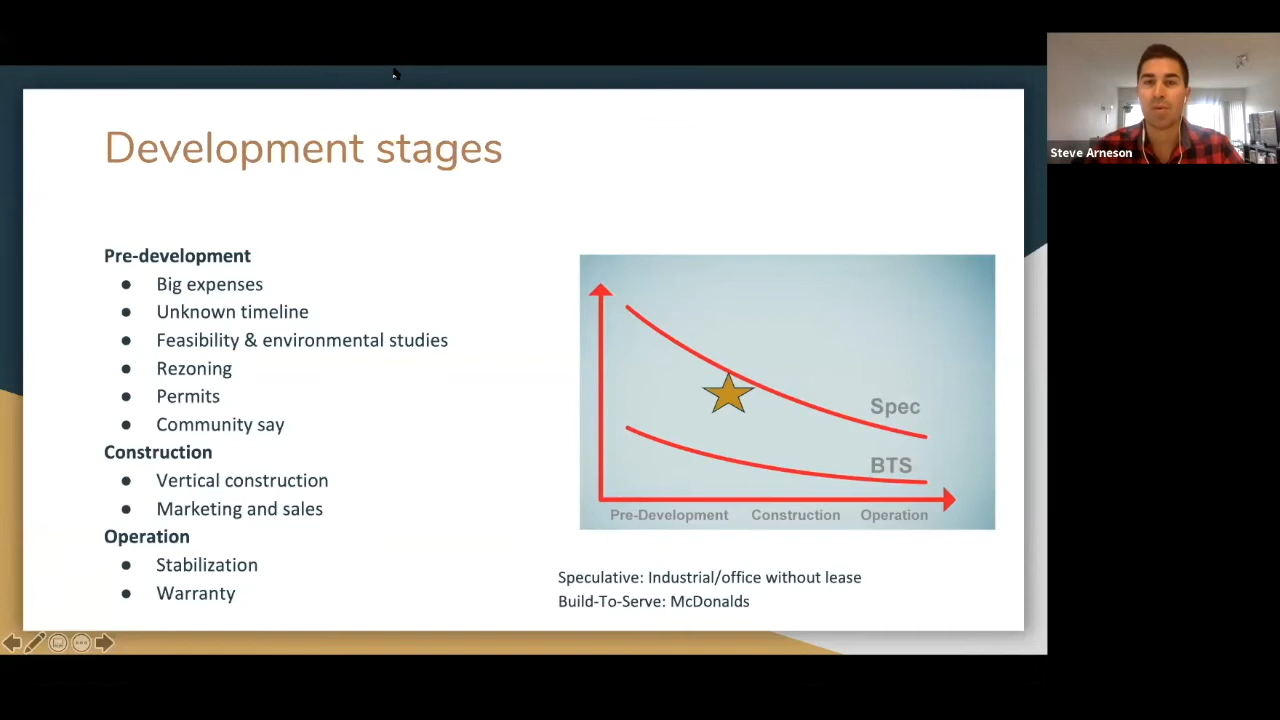 Development stages
Pre-development
● Big expenses
● Unknown timeline
● Feasibility & environmental studies
● Rezoning
● Permits
● Community say
Construction
● Vertical construction
● Marketing and sales
Operation
● Stabilization
● Warranty
Spec
BTS
Pre-Development Construction Operation
Speculative: Industrial/office without lease
Build-To-Serve: McDonalds
Steve Arneson